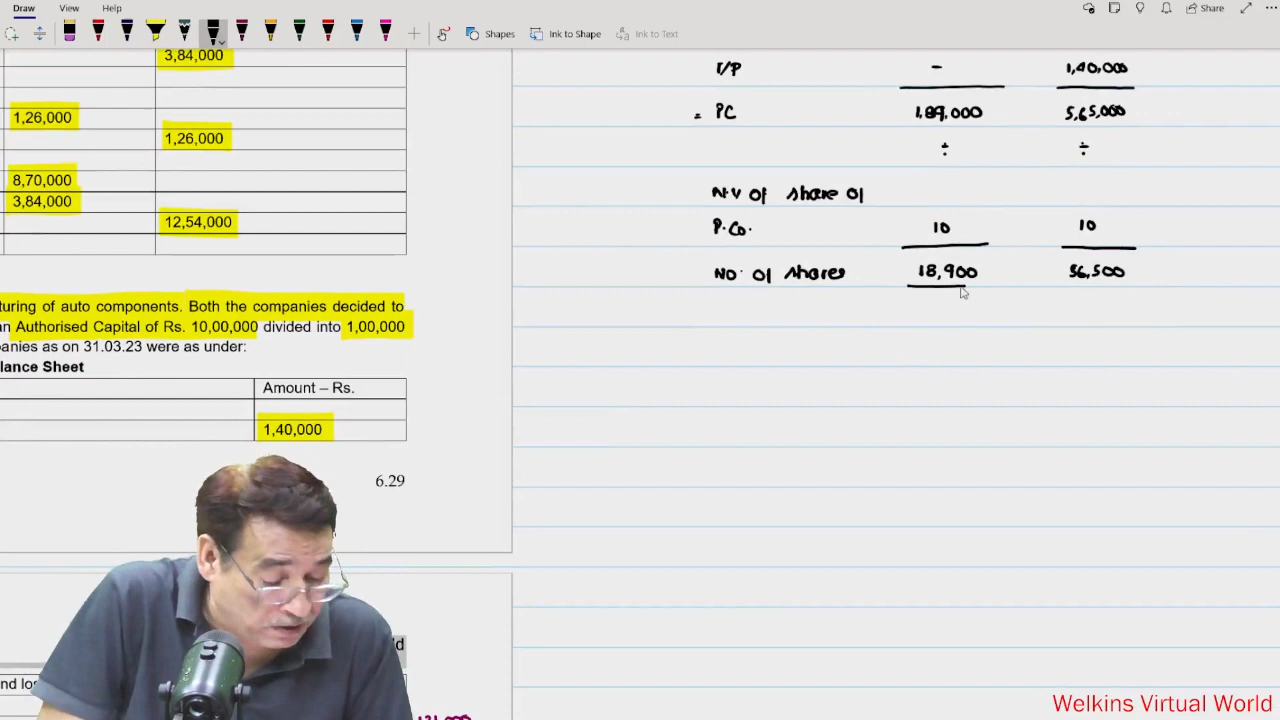 Draw View Help
Share
Shapes Ink to Shape Ink to Text
3,84,000
1,26,000
1,26,000
8,70,000
3,84,000
12,54,000
turing of auto components. Both the companies decided to
an Authorised Capital of Rs. 10,00,000 divided into 1,00,000
panies as on 31.03.23 were as under:
lance Sheet
Amount – Rs.
1,40,000
6.29
nd los
- 1,40,000
= PC 1,89,000 5,65,000
÷ ÷
N.V of share of
P.Co. 10 10
No. of shares 18,900 56,500
Welkins Virtual World